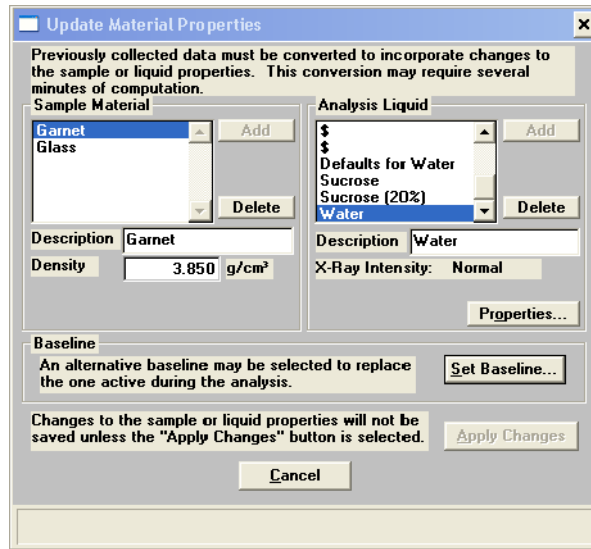 Update Material Properties
Previously collected data must be converted to incorporate changes to
the sample or liquid properties. This conversion may require several
minutes of computation.
Sample Material
Garnet
Glass
Add
Delete
Description Garnet
Density 3.850 g/cm³
Analysis Liquid
$
$
Defaults for Water
Sucrose
Sucrose (20%)
Water
Add
Delete
Description Water
X-Ray Intensity: Normal
Properties...
Baseline
An alternative baseline may be selected to replace
the one active during the analysis.
Set Baseline...
Changes to the sample or liquid properties will not be
saved unless the "Apply Changes" button is selected.
Apply Changes
Cancel